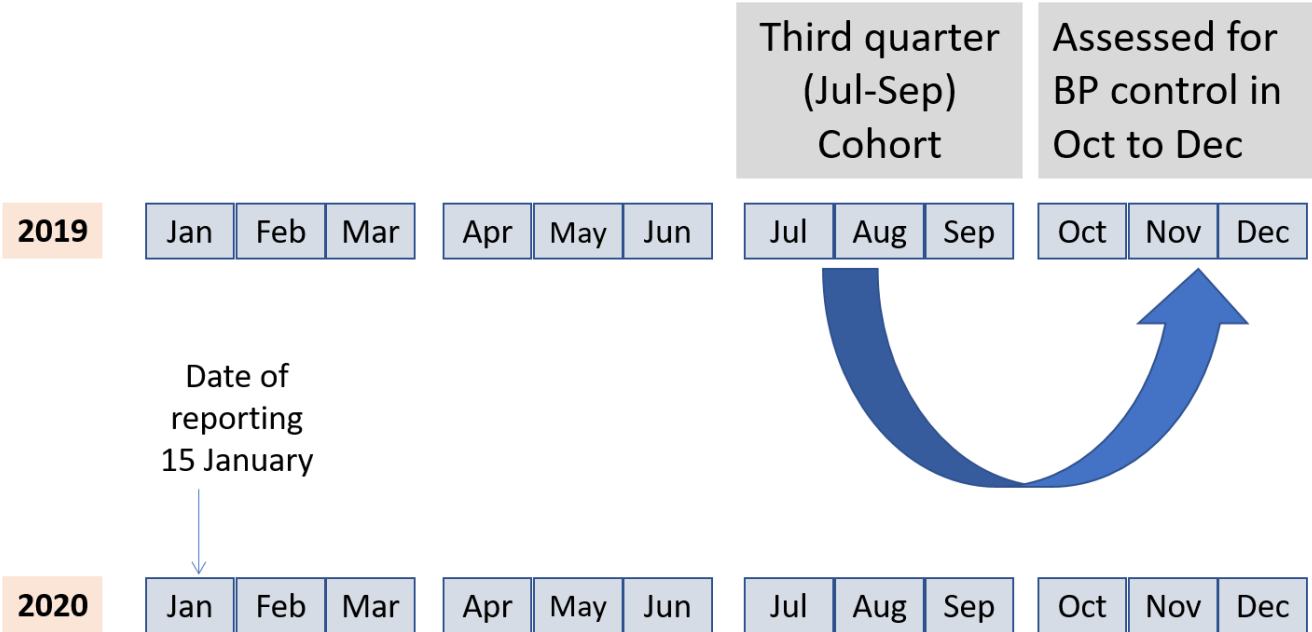 Third quarter
(Jul-Sep)
Cohort
Assessed for
BP control in
Oct to Dec
2019 Jan Feb Mar Apr May Jun Jul Aug Sep Oct Nov Dec
Date of
reporting
15 January
2020 Jan Feb Mar Apr May Jun Jul Aug Sep Oct Nov Dec